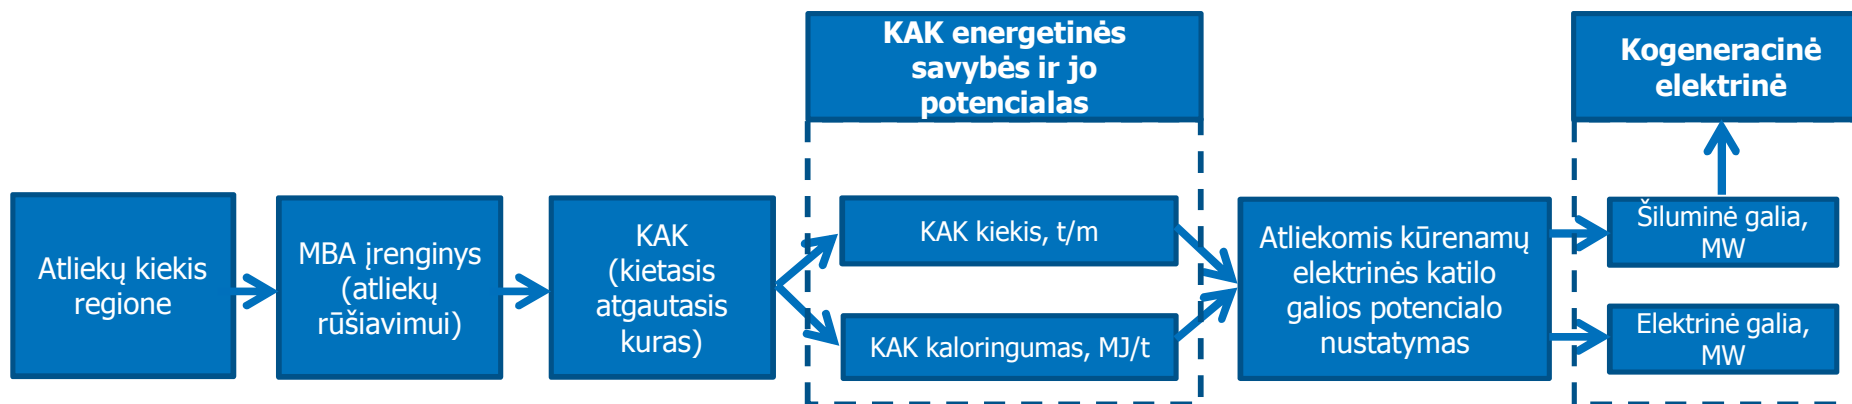 KAK energetinės
savybės ir jo
potencialas
Kogeneracinė
elektrinė
Atliekų kiekis
regione
MBA įrenginys
(atliekų
rūšiavimui)
KAK
(kietasis
atgautasis
kuras)
KAK kiekis, t/m
KAK kaloringumas, MJ/t
Atliekomis kūrenamų
elektrinės katilo
galios potencialo
nustatymas
Šiluminė galia,
MW
Elektrinė galia,
MW